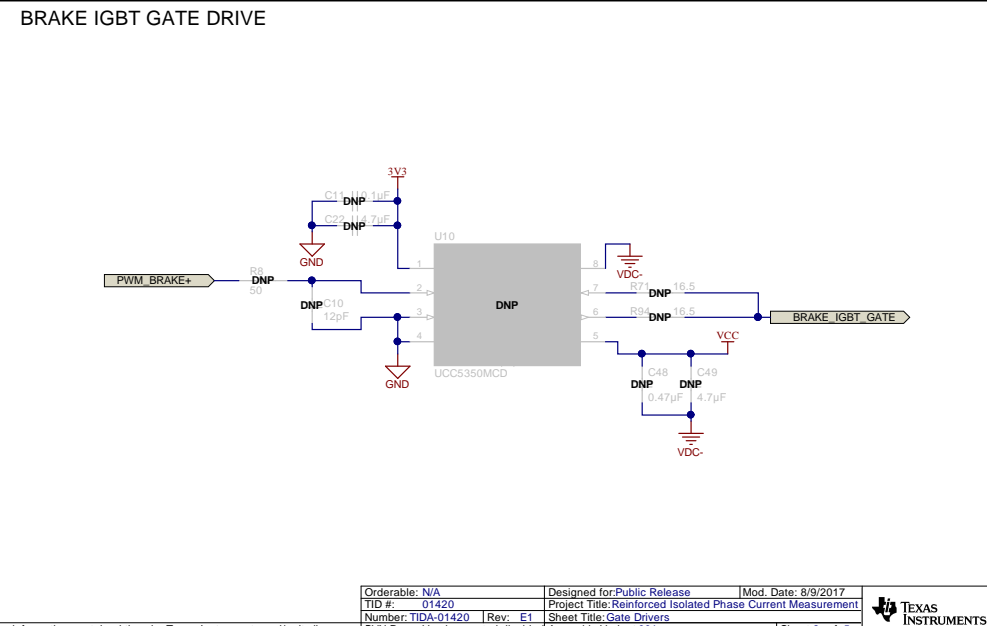 BRAKE IGBT GATE DRIVE
3V3
C11 DNP 0.1µF
C22 DNP 4.7µF
GND
U10
PWM_BRAKE+
R8
DNP
50
DNP C10
12pF
GND
1
2
3
4
DNP
8
7
6
5
UCC5350MCD
VDC-
R71 DNP 16.5
R94 DNP 16.5
BRAKE_IGBT_GATE
VCC
C48
DNP
0.47µF
C49
DNP
4.7µF
VDC-
Orderable: N/A Designed for:Public Release Mod. Date: 8/9/2017
TID #: 01420 Project Title:Reinforced Isolated Phase Current Measurement
Number: TIDA-01420 Rev: E1 Sheet Title:Gate Drivers
TEXAS
INSTRUMENTS